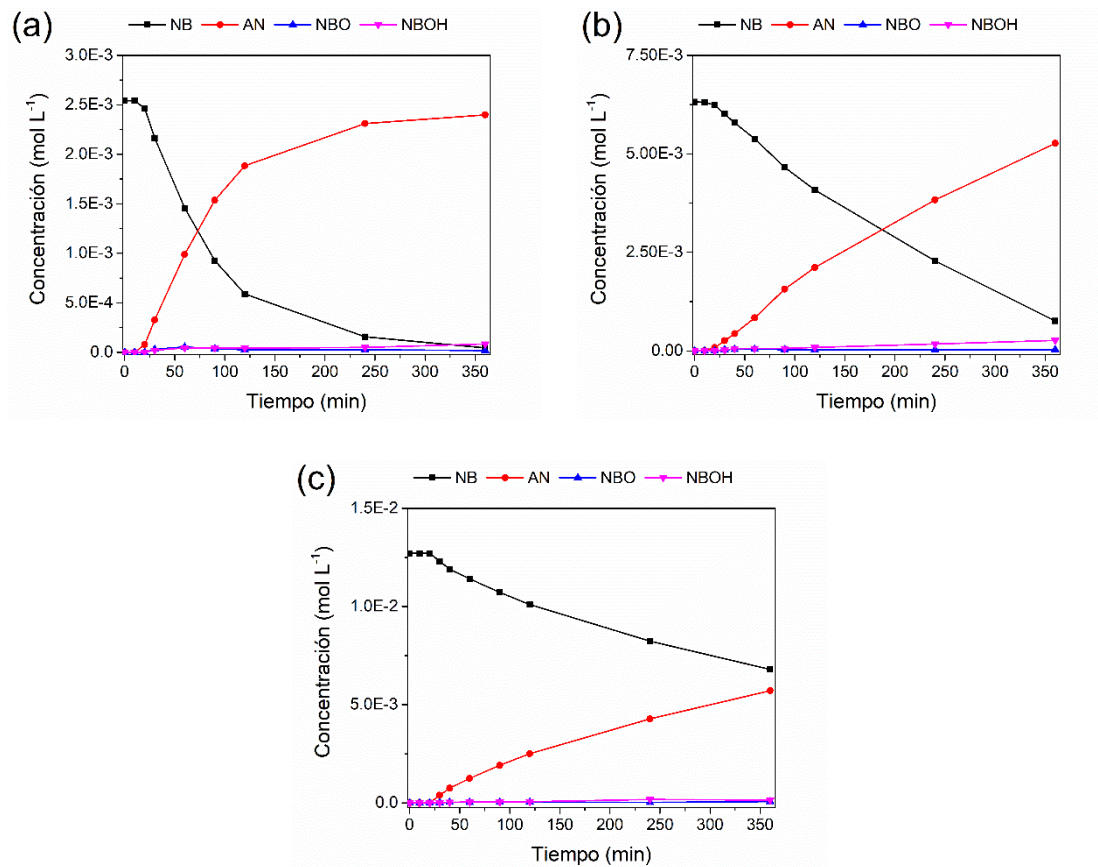 (a)
NB AN NBO NBOH
3.0E-3
2.5E-3
2.0E-3
1.5E-3
1.0E-3
5.0E-4
0.0
Concentración (mol L⁻¹)
0 50 100 150 200 250 300 350
Tiempo (min)
(b)
NB AN NBO NBOH
7.50E-3
5.00E-3
2.50E-3
0.00
Concentración (mol L⁻¹)
0 50 100 150 200 250 300 350
Tiempo (min)
(c)
NB AN NBO NBOH
1.5E-2
1.0E-2
5.0E-3
0.0
Concentración (mol L⁻¹)
0 50 100 150 200 250 300 350
Tiempo (min)